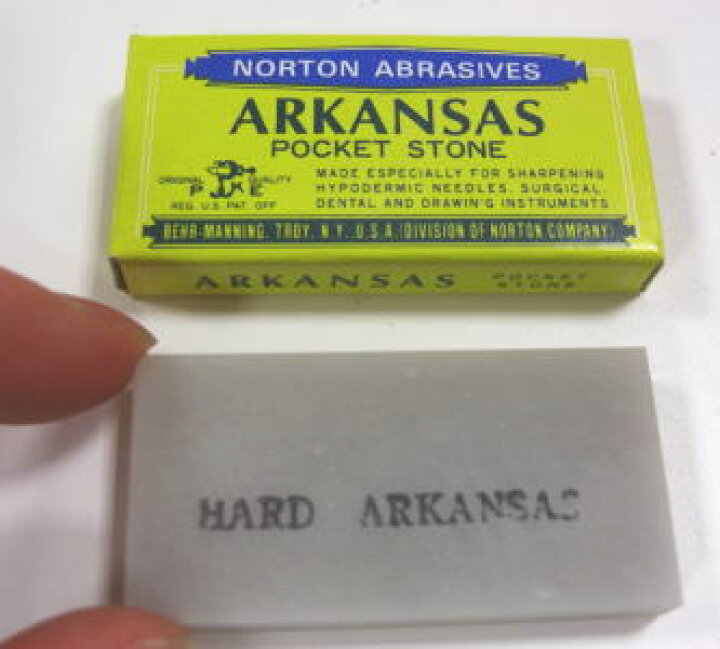 NORTON ABRASIVES
ARKANSAS
POCKET STONE
ORIGINAL QUALITY
PIKE
REG. U.S. PAT. OFF.
MADE ESPECIALLY FOR SHARPENING
HYPODERMIC NEEDLES, SURGICAL,
DENTAL AND DRAWING INSTRUMENTS
BEHR-MANNING, TROY, N.Y., U.S.A. (DIVISION OF NORTON COMPANY)
ARKANSAS POCKET
STONE
HARD ARKANSAS